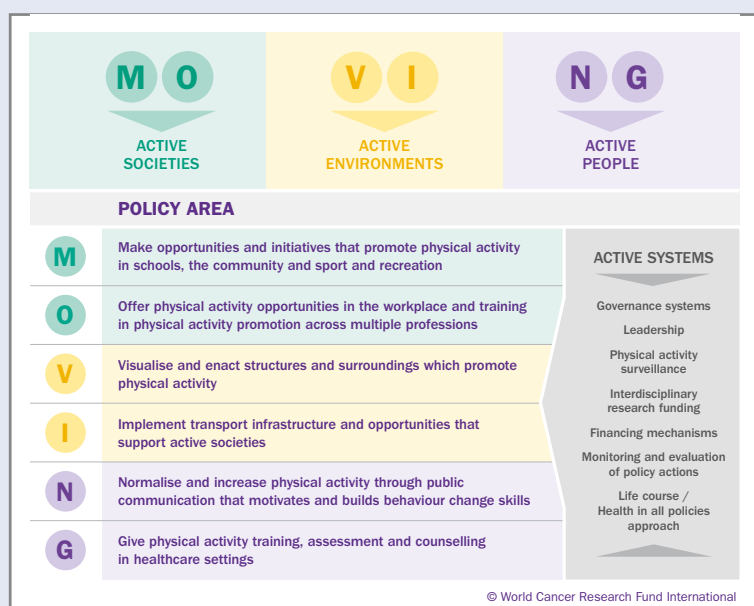 M O
ACTIVE
SOCIETIES
V I
ACTIVE
ENVIRONMENTS
N G
ACTIVE
PEOPLE
POLICY AREA
M
Make opportunities and initiatives that promote physical activity
in schools, the community and sport and recreation
O
Offer physical activity opportunities in the workplace and training
in physical activity promotion across multiple professions
V
Visualise and enact structures and surroundings which promote
physical activity
I
Implement transport infrastructure and opportunities that
support active societies
N
Normalise and increase physical activity through public
communication that motivates and builds behaviour change skills
G
Give physical activity training, assessment and counselling
in healthcare settings
ACTIVE SYSTEMS
Governance systems
Leadership
Physical activity
surveillance
Interdisciplinary
research funding
Financing mechanisms
Monitoring and evaluation
of policy actions
Life course /
Health in all policies
approach
© World Cancer Research Fund International